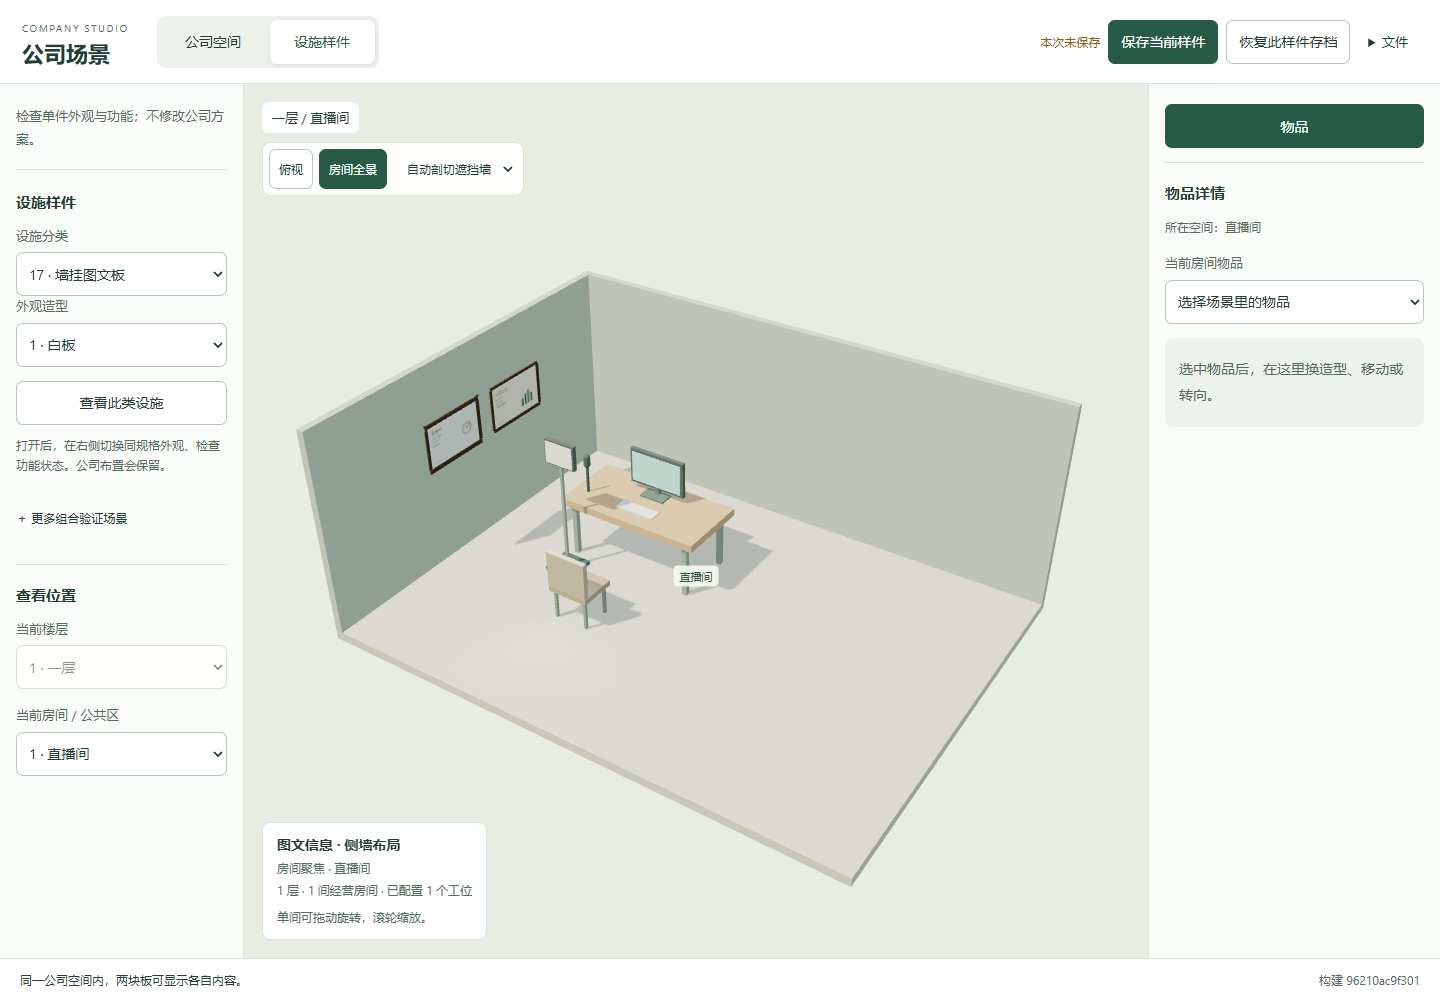 COMPANY STUDIO
公司场景
公司空间
设施样件
本次未保存
保存当前样件
恢复此样件存档
▶ 文件
检查单件外观与功能；不修改公司方
案。
设施样件
设施分类
17 · 墙挂图文板
外观造型
1 · 白板
查看此类设施
打开后，在右侧切换同规格外观、检查
功能状态。公司布置会保留。
+ 更多组合验证场景
查看位置
当前楼层
1 · 一层
当前房间 / 公共区
1 · 直播间
一层 / 直播间
俯视
房间全景
自动剖切遮挡墙
直播间
图文信息 · 侧墙布局
房间聚焦 · 直播间
1 层 · 1 间经营房间 · 已配置 1 个工位
单间可拖动旋转，滚轮缩放。
物品
物品详情
所在空间：直播间
当前房间物品
选择场景里的物品
选中物品后，在这里换造型、移动或
转向。
同一公司空间内，两块板可显示各自内容。
构建 96210ac9f301